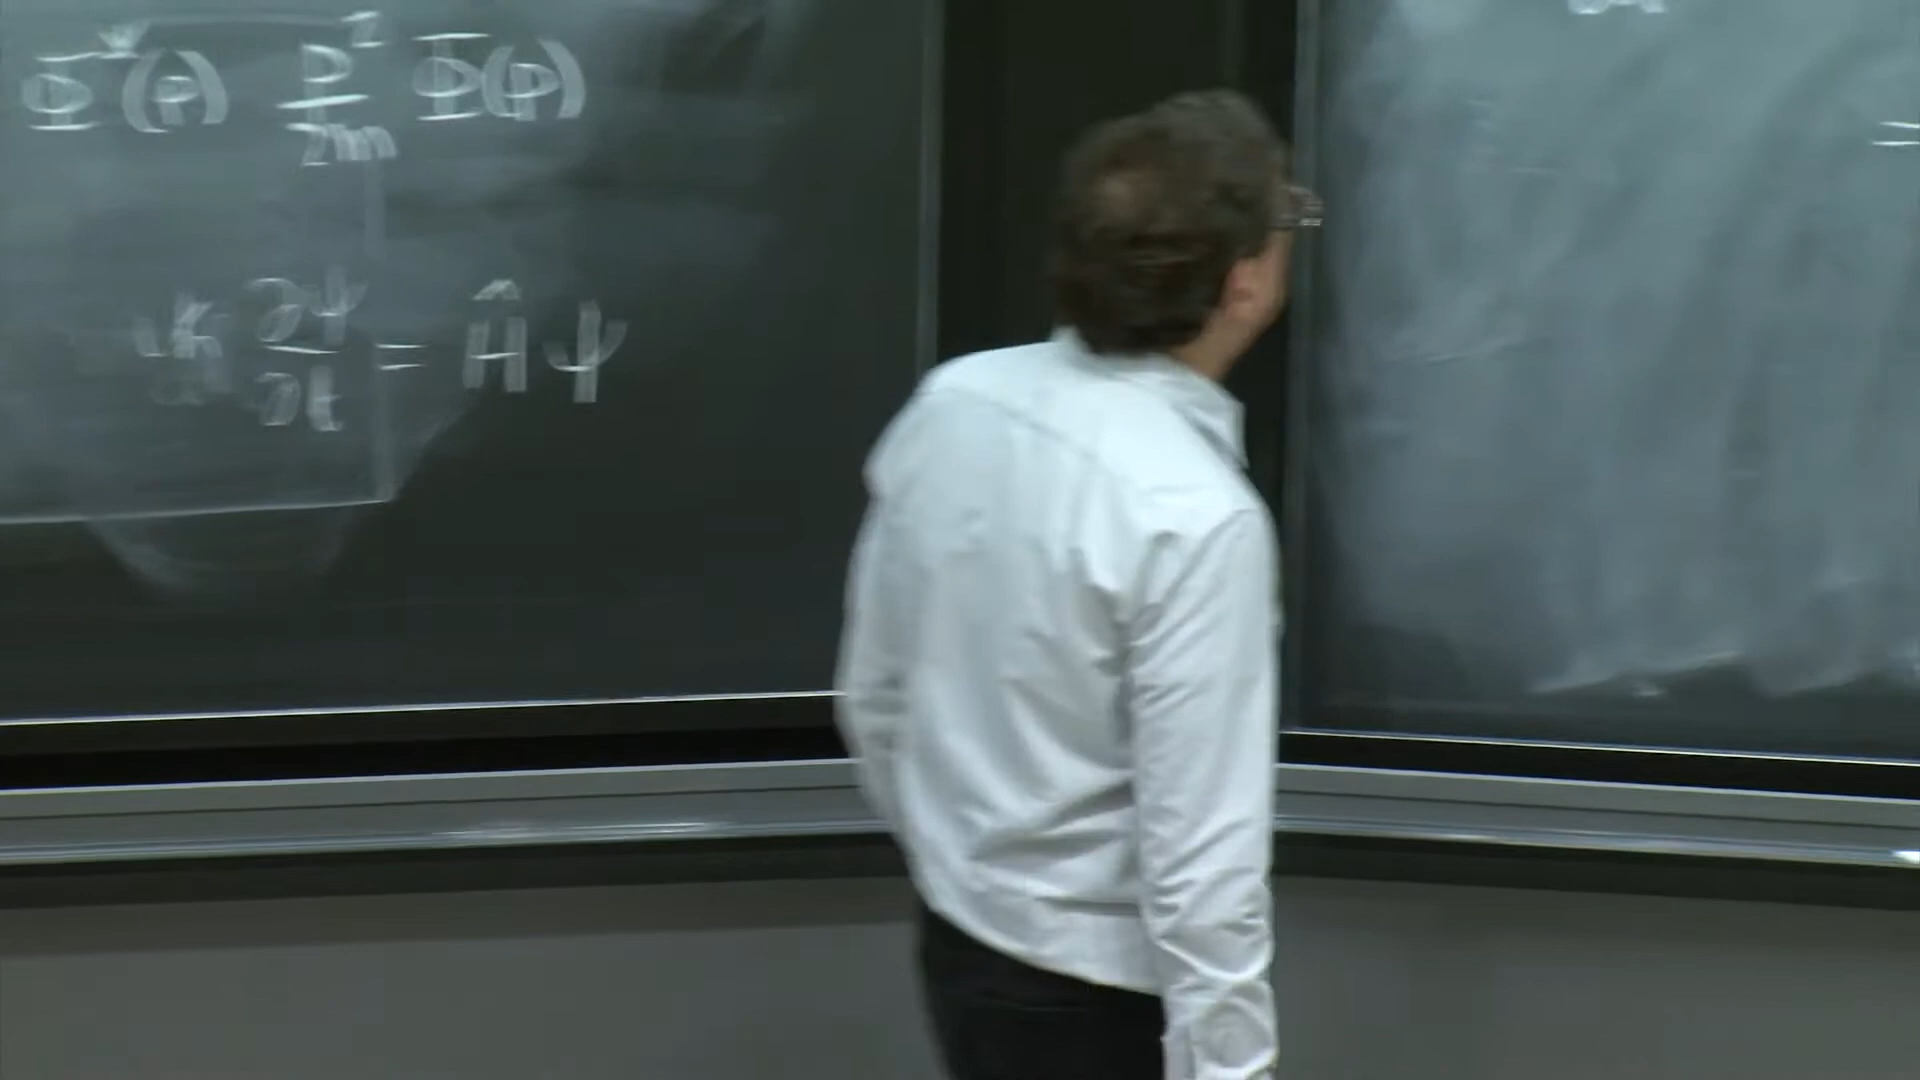 Φ*(p) p²/2m Φ(p)
iħ ∂ψ/∂t = Ĥψ
=